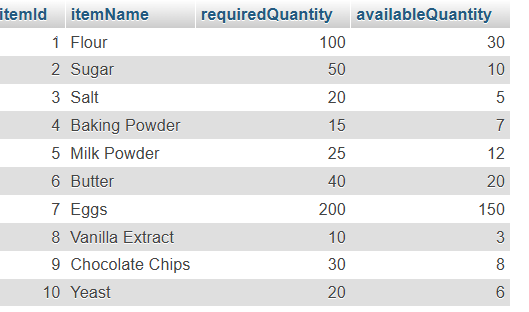 itemId itemName requiredQuantity availableQuantity
1 Flour 100 30
2 Sugar 50 10
3 Salt 20 5
4 Baking Powder 15 7
5 Milk Powder 25 12
6 Butter 40 20
7 Eggs 200 150
8 Vanilla Extract 10 3
9 Chocolate Chips 30 8
10 Yeast 20 6